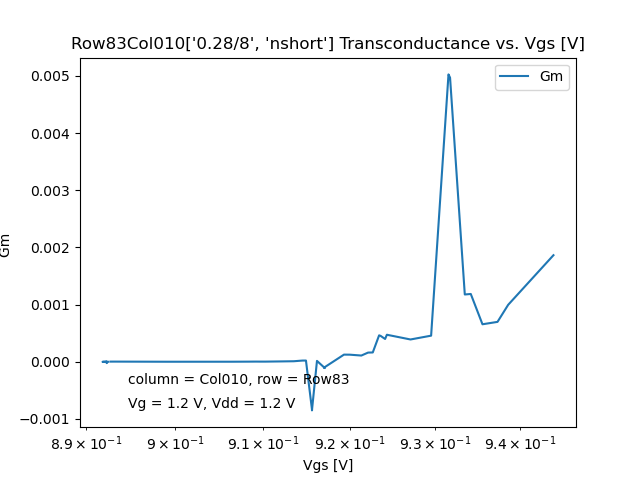 Row83Col010['0.28/8', 'nshort'] Transconductance vs. Vgs [V]
Gm
0.005
0.004
0.003
0.002
0.001
0.000
−0.001
Gm
column = Col010, row = Row83
Vg = 1.2 V, Vdd = 1.2 V
8.9 × 10⁻¹
9 × 10⁻¹
9.1 × 10⁻¹
9.2 × 10⁻¹
9.3 × 10⁻¹
9.4 × 10⁻¹
Vgs [V]